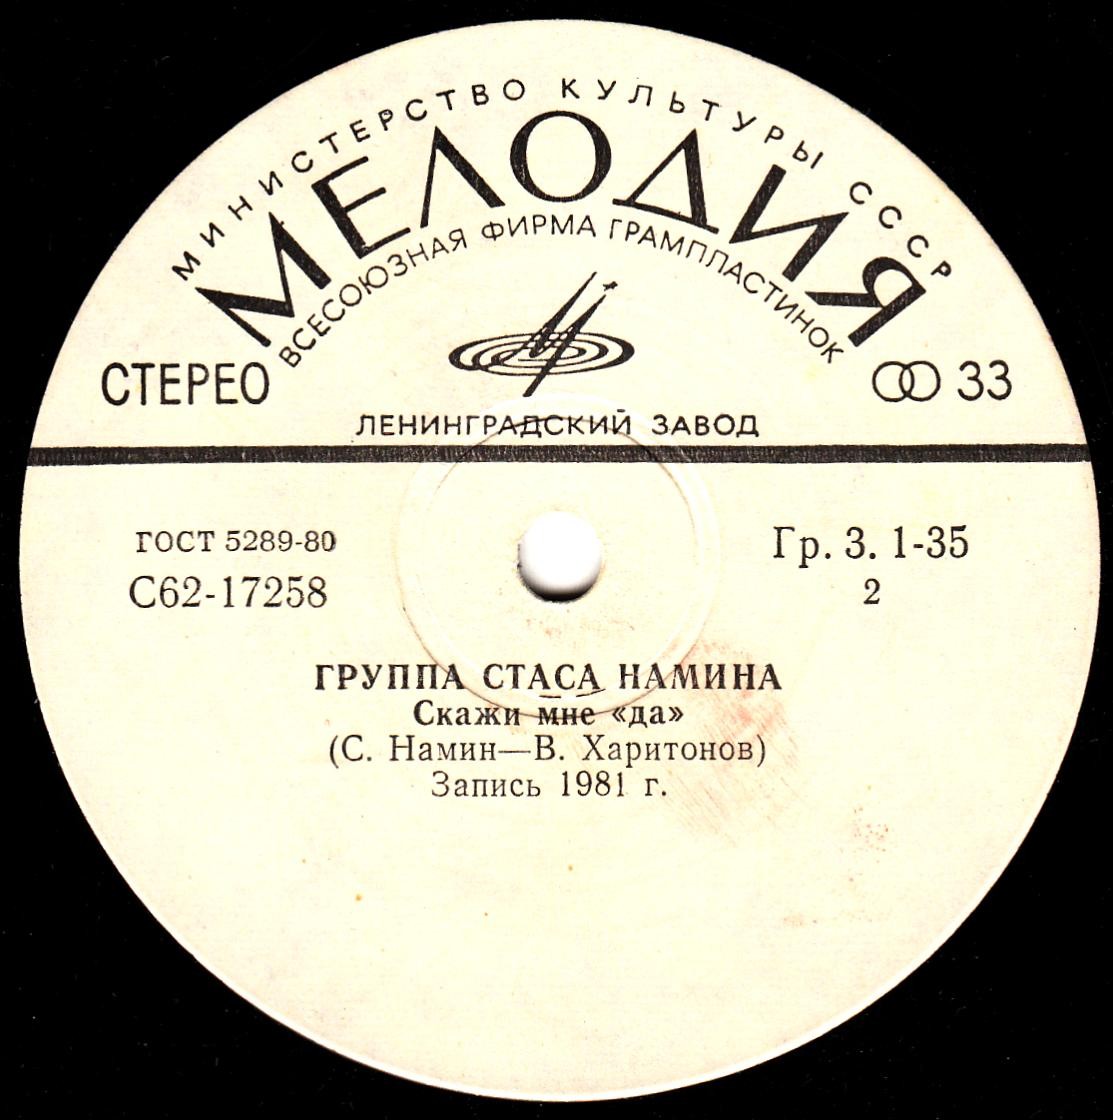 МИНИСТЕРСТВО КУЛЬТУРЫ СССР
МЕЛОДИЯ
ВСЕСОЮЗНАЯ ФИРМА ГРАМПЛАСТИНОК
СТЕРЕО
33
ЛЕНИНГРАДСКИЙ ЗАВОД
ГОСТ 5289-80
С62-17258
Гр. 3. 1-35
2
ГРУППА СТАСА НАМИНА
Скажи мне «да»
(С. Намин—В. Харитонов)
Запись 1981 г.